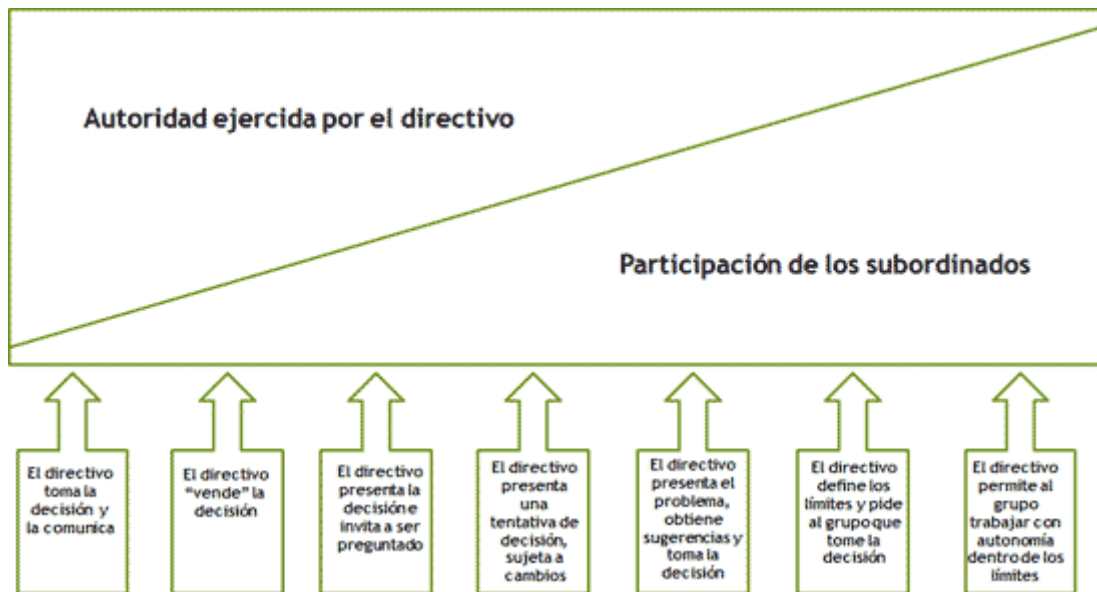 Autoridad ejercida por el directivo
Participación de los subordinados
El directivo
toma la
decisión y
la comunica
El directivo
“vende” la
decisión
El directivo
presenta la
decisión e
invita a ser
preguntado
El directivo
presenta
una
tentativa de
decisión,
sujeta a
cambios
El directivo
presenta el
problema,
obtiene
sugerencias y
toma la
decisión
El directivo
define los
límites y pide
al grupo que
tome la
decisión
El directivo
permite al
grupo
trabajar con
autonomía
dentro de los
límites